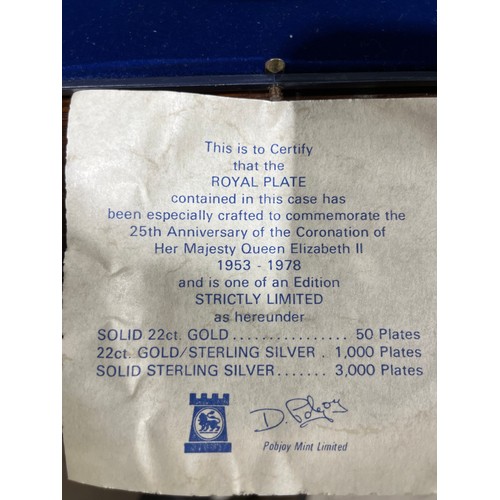 This is to Certify
that the
ROYAL PLATE
contained in this case has
been especially crafted to commemorate the
25th Anniversary of the Coronation of
Her Majesty Queen Elizabeth II
1953 - 1978
and is one of an Edition
STRICTLY LIMITED
as hereunder
SOLID 22ct. GOLD ................ 50 Plates
22ct. GOLD/STERLING SILVER . 1,000 Plates
SOLID STERLING SILVER....... 3,000 Plates
D. Pobjoy
Pobjoy Mint Limited